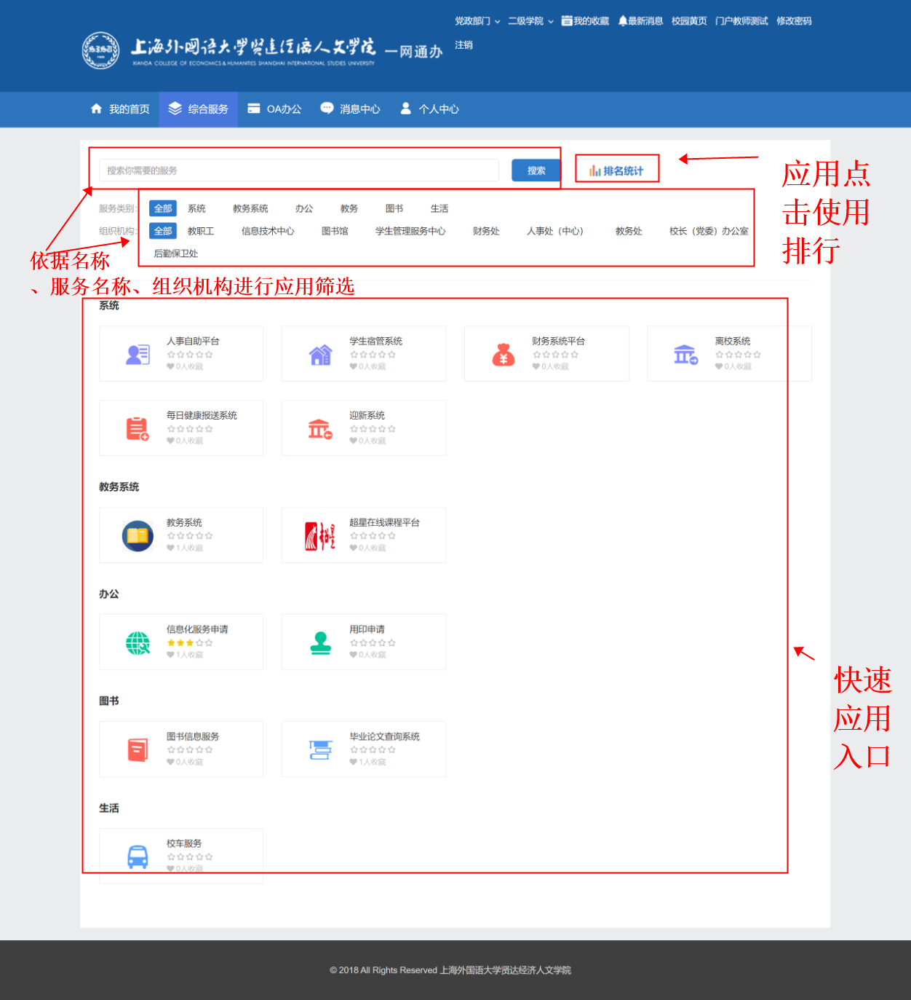 党政部门 二级学院 我的收藏 最新消息 校园黄页 门户教师测试 修改密码
注销
上海外国语大学贤达经济人文学院 一网通办
XIANDA COLLEGE OF ECONOMICS & HUMANITIES SHANGHAI INTERNATIONAL STUDIES UNIVERSITY
我的首页 综合服务 OA办公 消息中心 个人中心
搜索你需要的服务 搜索 排名统计
应用点
击使用
排行
服务类别: 全部 系统 教务系统 办公 教务 图书 生活
组织机构: 全部 教职工 信息技术中心 图书馆 学生管理服务中心 财务处 人事处（中心） 教务处 校长（党委）办公室
后勤保卫处
依据名称
、服务名称、组织机构进行应用筛选
系统
人事自助平台 学生宿管系统 财务系统平台 离校系统
0人收藏 0人收藏 0人收藏 0人收藏
每日健康报送系统 迎新系统
0人收藏 0人收藏
教务系统
教务系统 超星在线课程平台
1人收藏 0人收藏
办公
信息化服务申请 用印申请
1人收藏 0人收藏
快速
应用
入口
图书
图书信息服务 毕业论文查询系统
0人收藏 1人收藏
生活
校车服务
0人收藏
© 2018 All Rights Reserved 上海外国语大学贤达经济人文学院